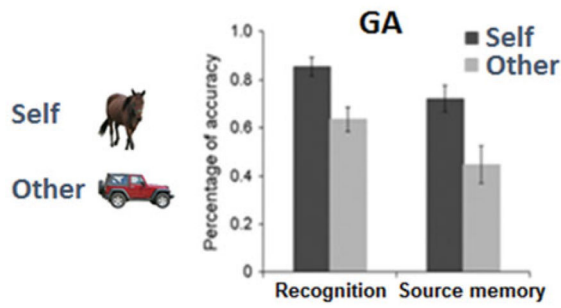 GA
Self
Other
Self
Other
Percentage of accuracy
1.0
0.8
0.6
0.4
0.2
0
Recognition
Source memory